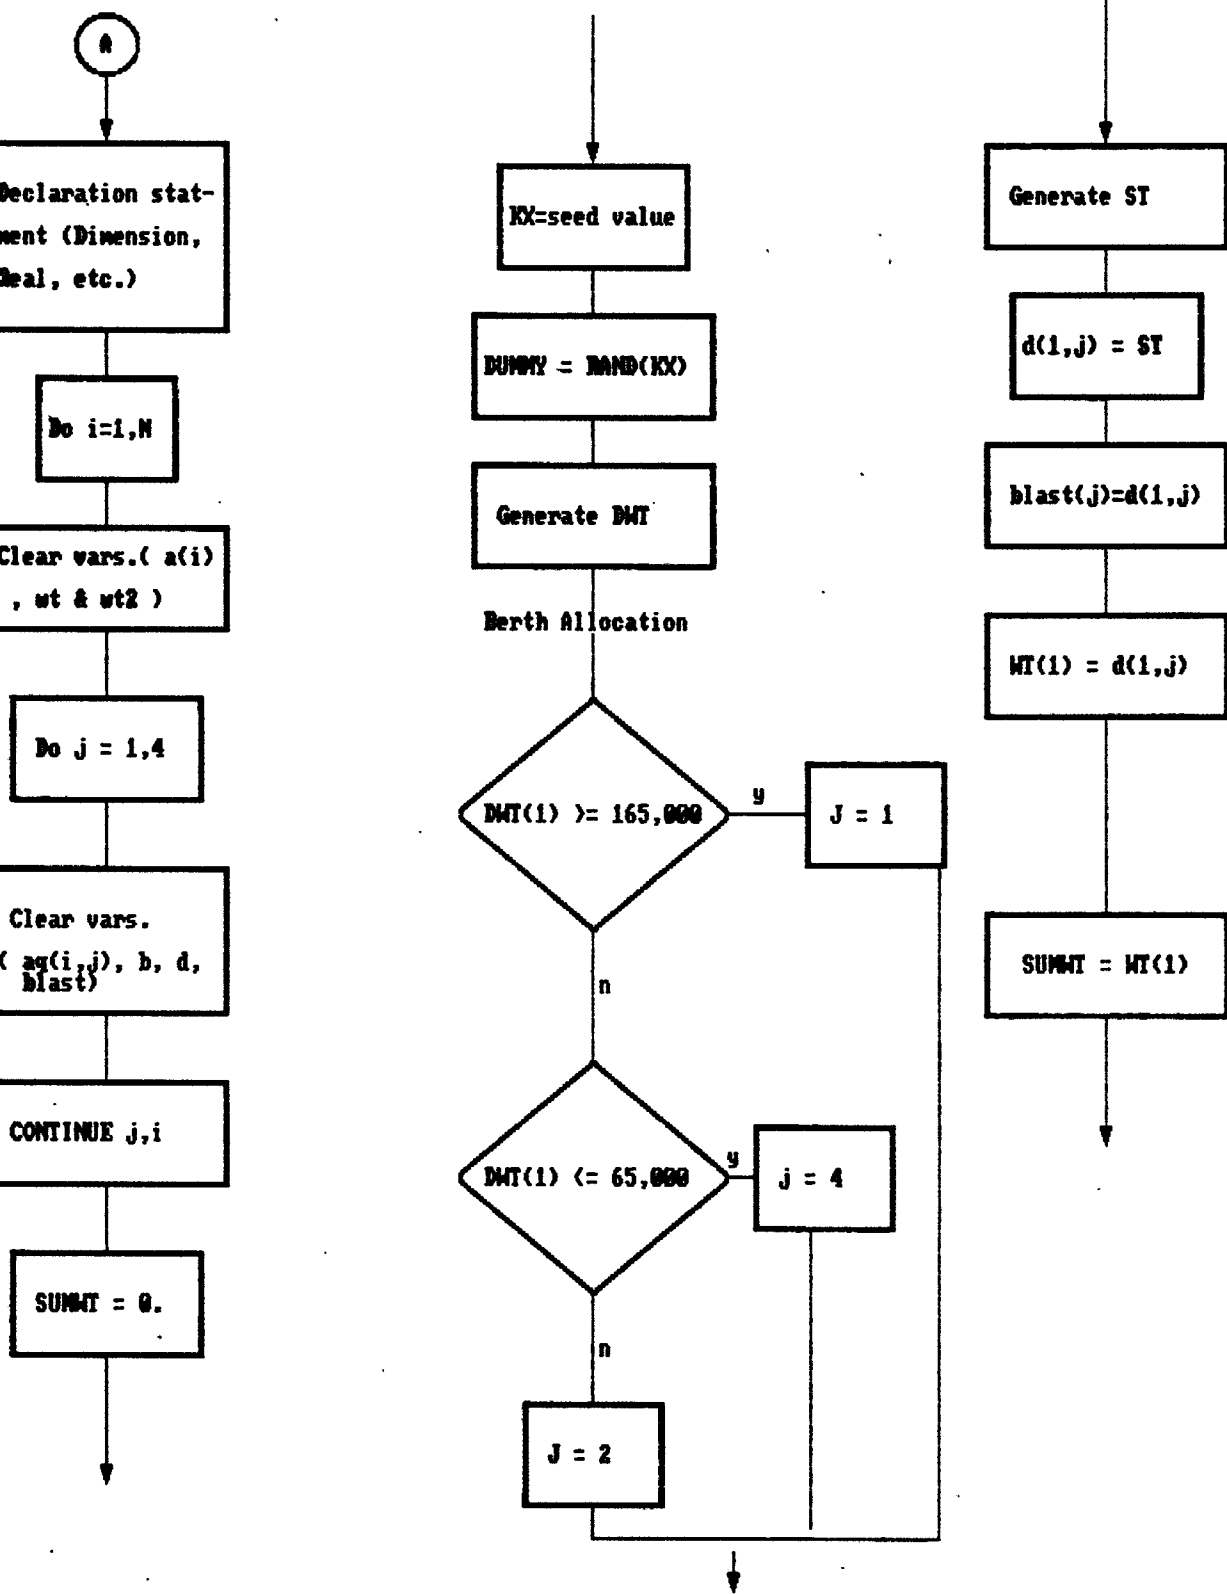 A
Declaration stat-
ment (Dimension,
Real, etc.)
Do i=1,N
Clear vars.( a(i)
, wt & wt2 )
Do j = 1,4
Clear vars.
( aq(i,j), b, d,
blast)
CONTINUE j,i
SUMWT = 0.
KX=seed value
DUMMY = RAND(KX)
Generate DWT
Berth Allocation
DWT(1) >= 165,000
y
J = 1
n
DWT(1) <= 65,000
y
j = 4
n
J = 2
Generate ST
d(1,j) = ST
blast(j)=d(1,j)
WT(1) = d(1,j)
SUMWT = WT(1)